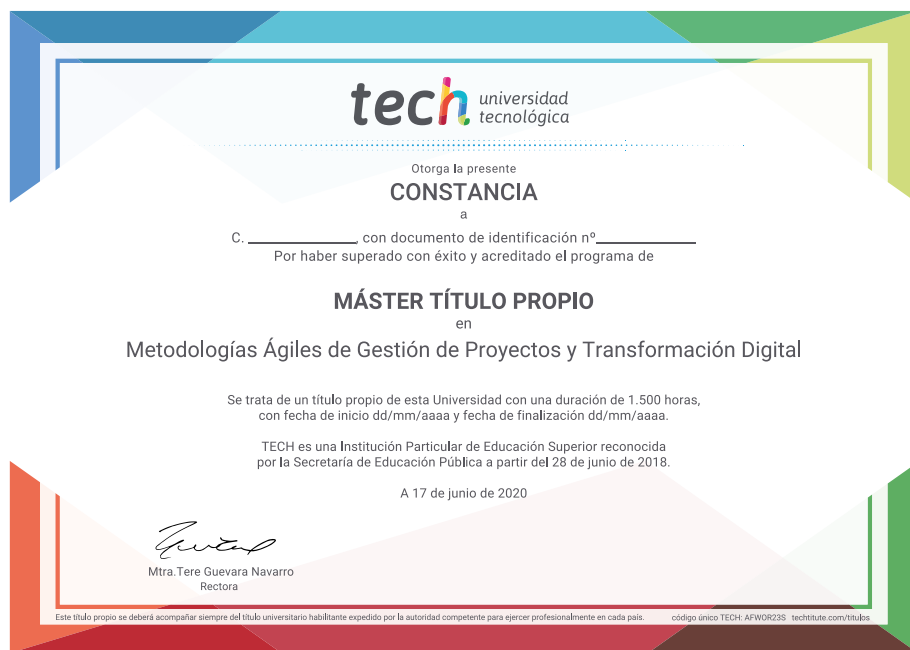 tech universidad
tecnológica
Otorga la presente
CONSTANCIA
a
C. ____________, con documento de identificación nº___________
Por haber superado con éxito y acreditado el programa de
MÁSTER TÍTULO PROPIO
en
Metodologías Ágiles de Gestión de Proyectos y Transformación Digital
Se trata de un título propio de esta Universidad con una duración de 1.500 horas,
con fecha de inicio dd/mm/aaaa y fecha de finalización dd/mm/aaaa.
TECH es una Institución Particular de Educación Superior reconocida
por la Secretaría de Educación Pública a partir del 28 de junio de 2018.
A 17 de junio de 2020
Mtra.Tere Guevara Navarro
Rectora
Este título propio se deberá acompañar siempre del título universitario habilitante expedido por la autoridad competente para ejercer profesionalmente en cada país. código único TECH: AFWOR23S techtitute.com/titulos